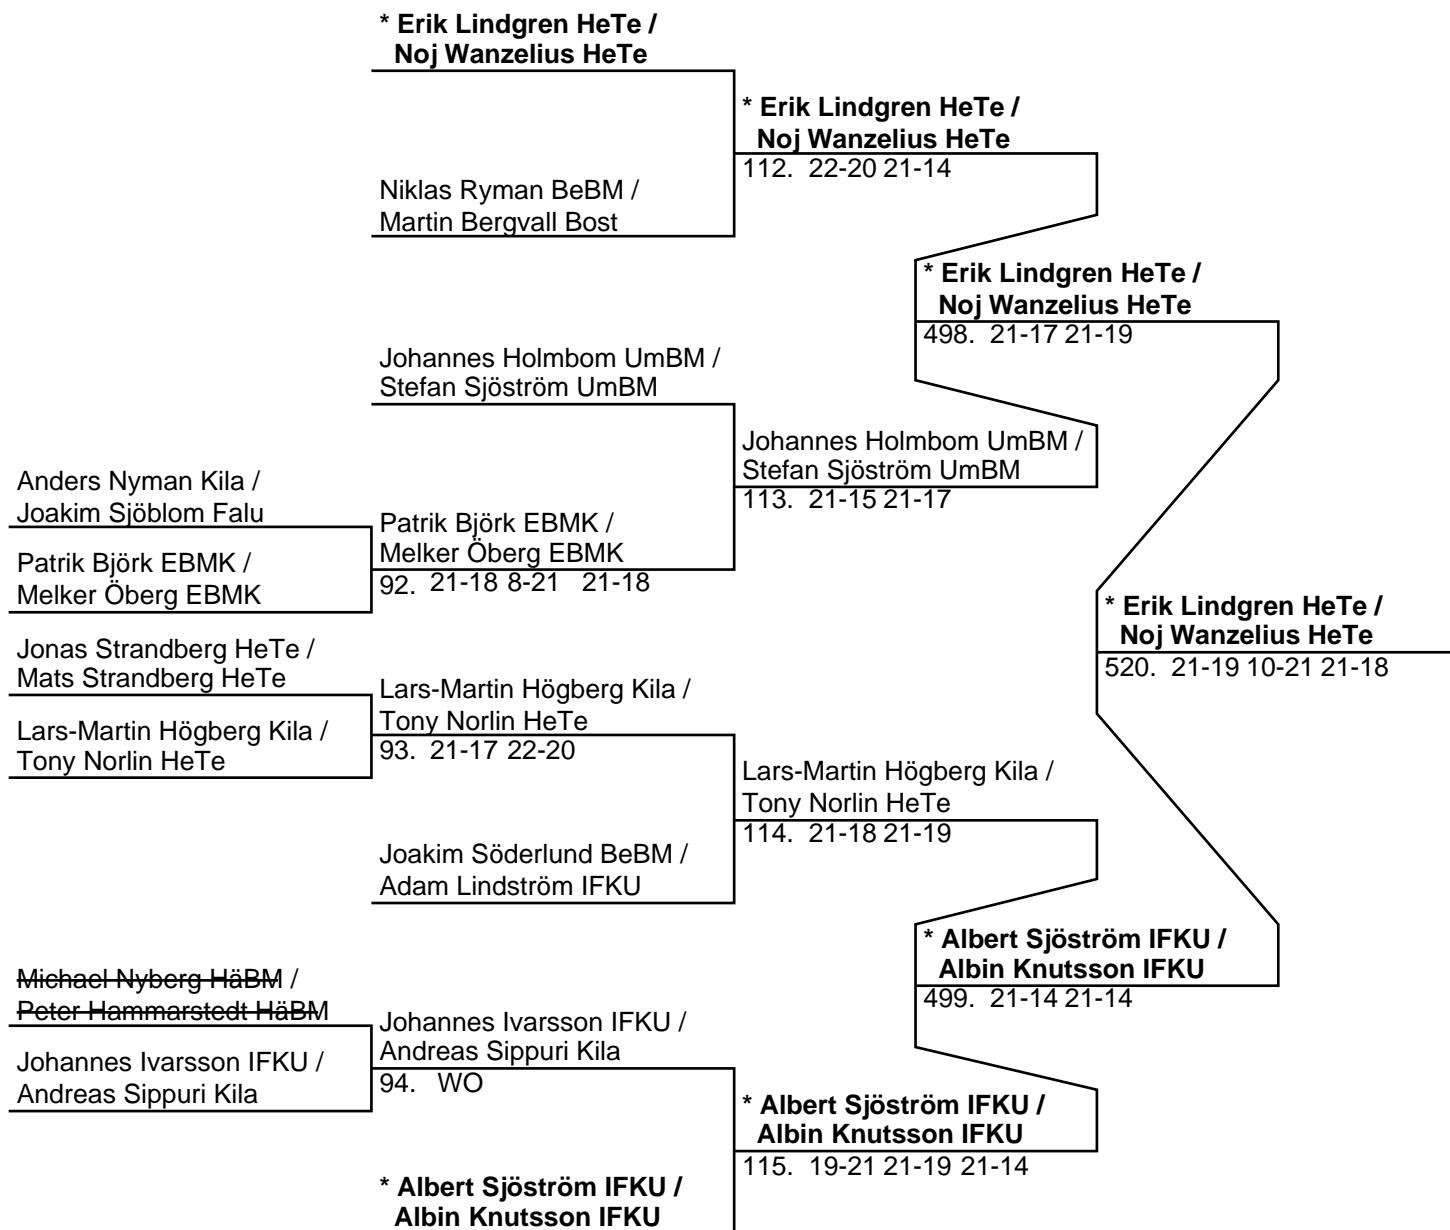 * Erik Lindgren HeTe /
Noj Wanzelius HeTe
* Erik Lindgren HeTe /
Noj Wanzelius HeTe
112. 22-20 21-14
Niklas Ryman BeBM /
Martin Bergvall Bost
* Erik Lindgren HeTe /
Noj Wanzelius HeTe
498. 21-17 21-19
Johannes Holmbom UmBM /
Stefan Sjöström UmBM
Johannes Holmbom UmBM /
Stefan Sjöström UmBM
113. 21-15 21-17
Anders Nyman Kila /
Joakim Sjöblom Falu
Patrik Björk EBMK /
Melker Öberg EBMK
92. 21-18 8-21 21-18
Patrik Björk EBMK /
Melker Öberg EBMK
* Erik Lindgren HeTe /
Noj Wanzelius HeTe
520. 21-19 10-21 21-18
Jonas Strandberg HeTe /
Mats Strandberg HeTe
Lars-Martin Högberg Kila /
Tony Norlin HeTe
93. 21-17 22-20
Lars-Martin Högberg Kila /
Tony Norlin HeTe
Lars-Martin Högberg Kila /
Tony Norlin HeTe
114. 21-18 21-19
Joakim Söderlund BeBM /
Adam Lindström IFKU
* Albert Sjöström IFKU /
Albin Knutsson IFKU
499. 21-14 21-14
Michael Nyberg HäBM /
Peter Hammarstedt HäBM
Johannes Ivarsson IFKU /
Andreas Sippuri Kila
94. WO
Johannes Ivarsson IFKU /
Andreas Sippuri Kila
* Albert Sjöström IFKU /
Albin Knutsson IFKU
115. 19-21 21-19 21-14
* Albert Sjöström IFKU /
Albin Knutsson IFKU